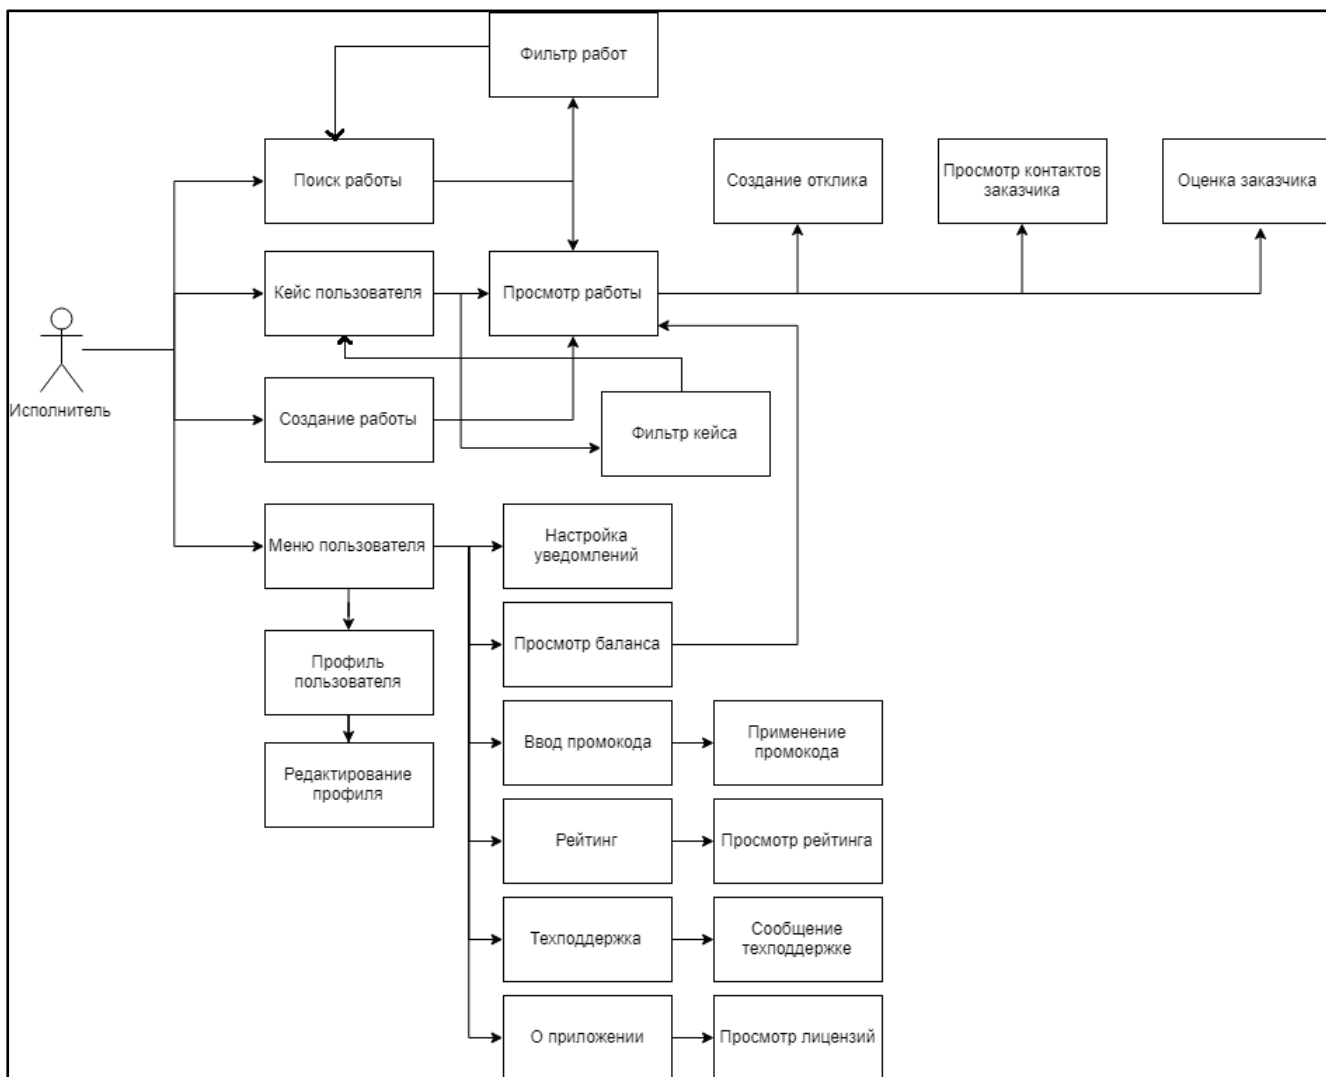 Фильтр работ
Поиск работы
Создание отклика
Просмотр контактов
заказчика
Оценка заказчика
Кейс пользователя
Просмотр работы
Исполнитель
Создание работы
Фильтр кейса
Меню пользователя
Настройка
уведомлений
Профиль
пользователя
Просмотр баланса
Редактирование
профиля
Ввод промокода
Применение
промокода
Рейтинг
Просмотр рейтинга
Техподдержка
Сообщение
техподдержке
О приложении
Просмотр лицензий